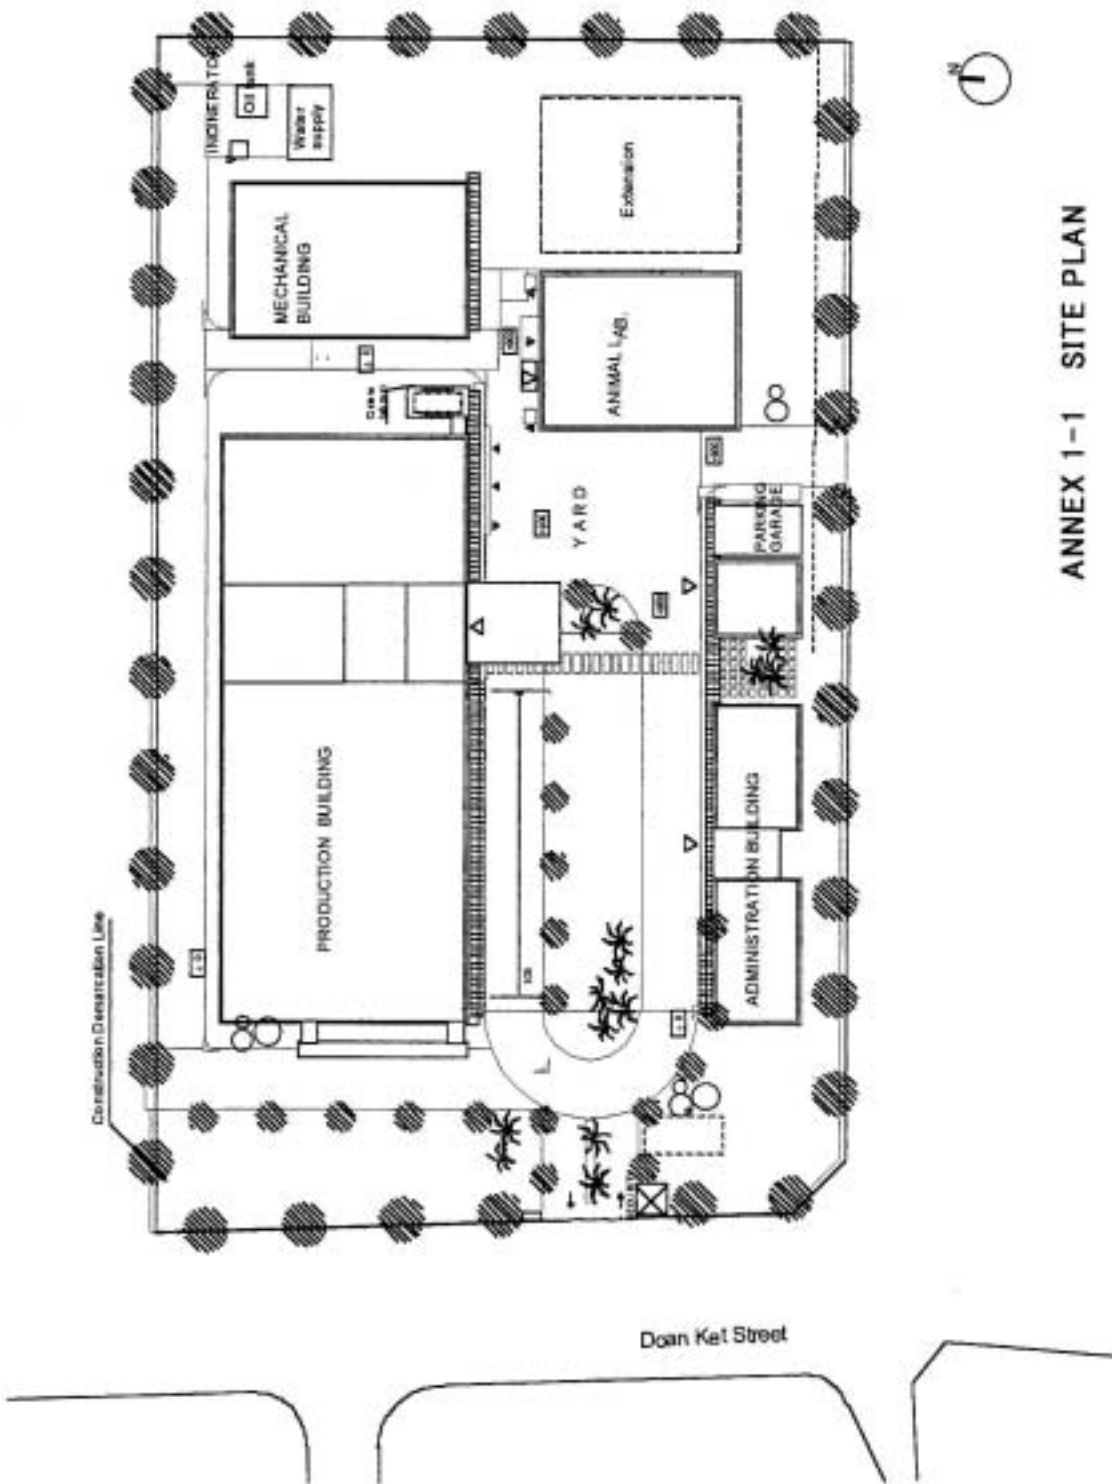 INCINERATOR
Oil tank
Water
supply
MECHANICAL
BUILDING
Extension
ANIMAL LAB.
YARD
PARKING
GARAGE
PRODUCTION BUILDING
ADMINISTRATION BUILDING
Construction Demarcation Line
Doan Ket Street
N
ANNEX 1-1 SITE PLAN